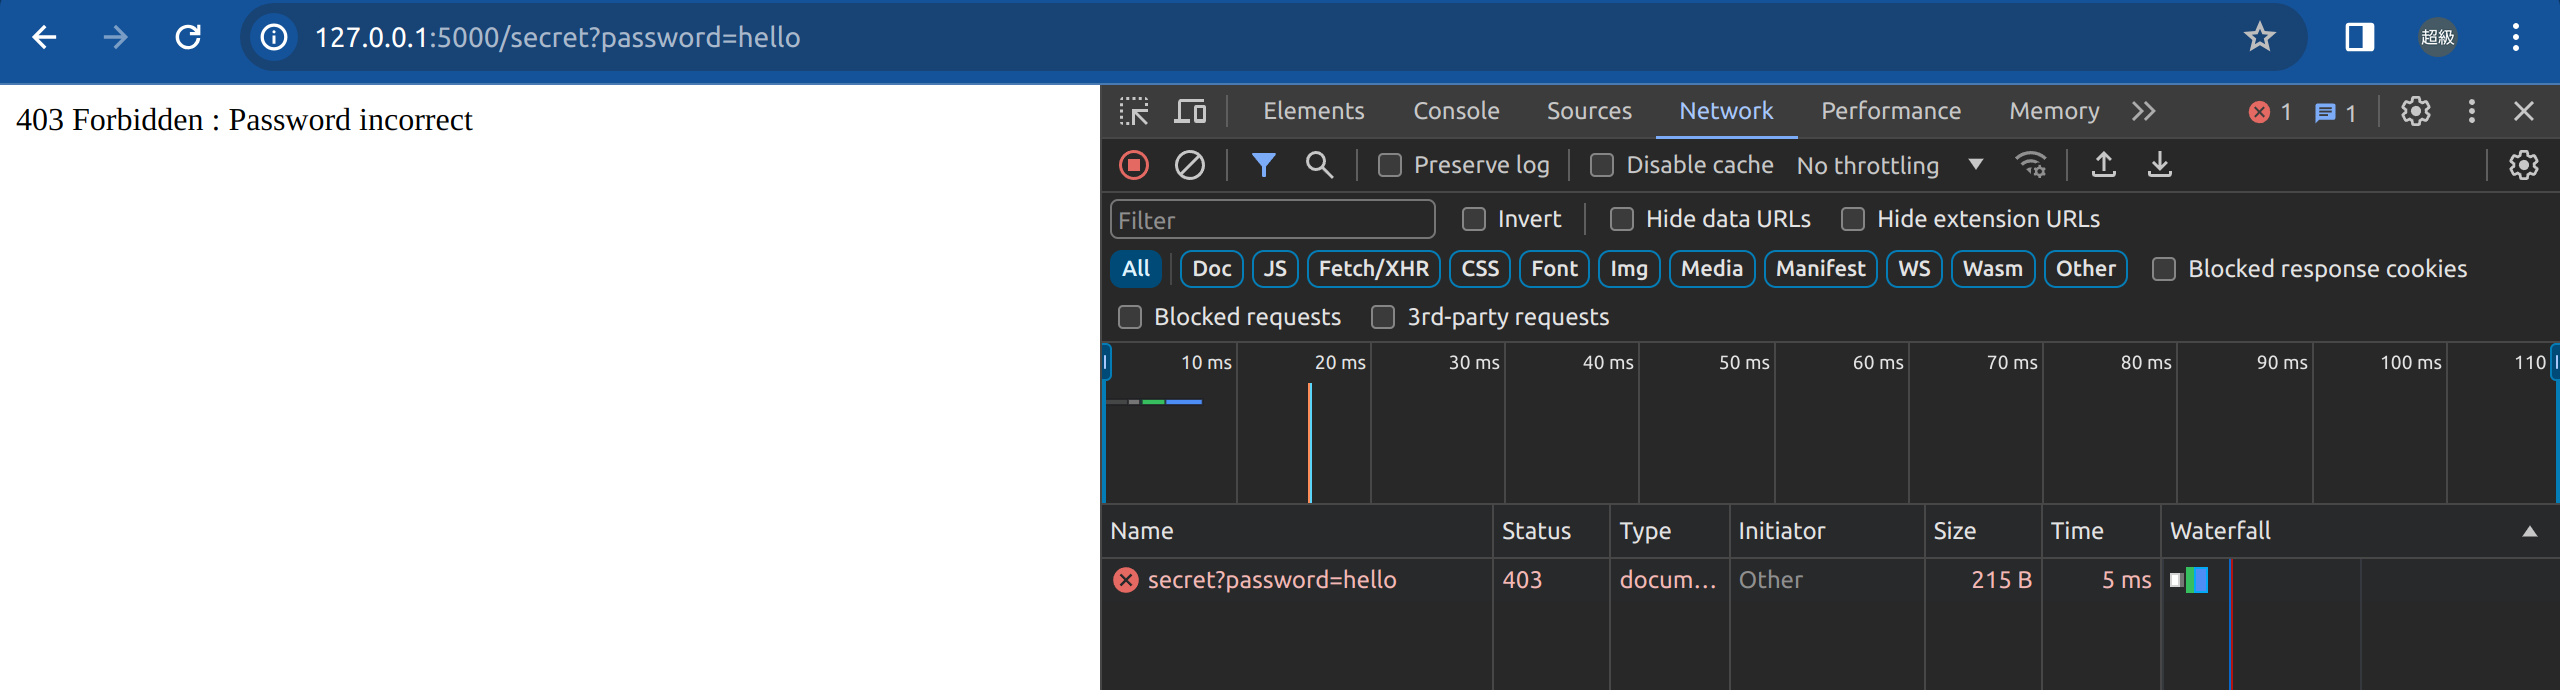 127.0.0.1:5000/secret?password=hello
超級
403 Forbidden : Password incorrect
Elements Console Sources Network Performance Memory 1 1
Preserve log Disable cache No throttling
Filter Invert Hide data URLs Hide extension URLs
All Doc JS Fetch/XHR CSS Font Img Media Manifest WS Wasm Other Blocked response cookies
Blocked requests 3rd-party requests
10 ms 20 ms 30 ms 40 ms 50 ms 60 ms 70 ms 80 ms 90 ms 100 ms 110
Name Status Type Initiator Size Time Waterfall
secret?password=hello 403 docum... Other 215 B 5 ms